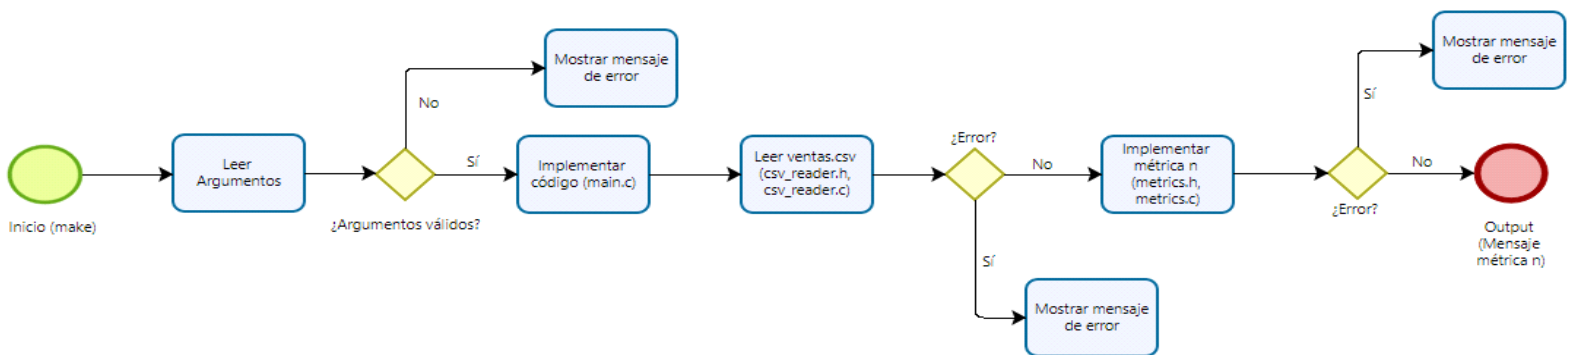 Inicio (make)
Leer
Argumentos
¿Argumentos válidos?
No
Mostrar mensaje
de error
Sí
Implementar
código (main.c)
Leer ventas.csv
(csv_reader.h,
csv_reader.c)
¿Error?
Sí
Mostrar mensaje
de error
No
Implementar
métrica n
(metrics.h,
metrics.c)
¿Error?
Sí
Mostrar mensaje
de error
No
Output
(Mensaje
métrica n)